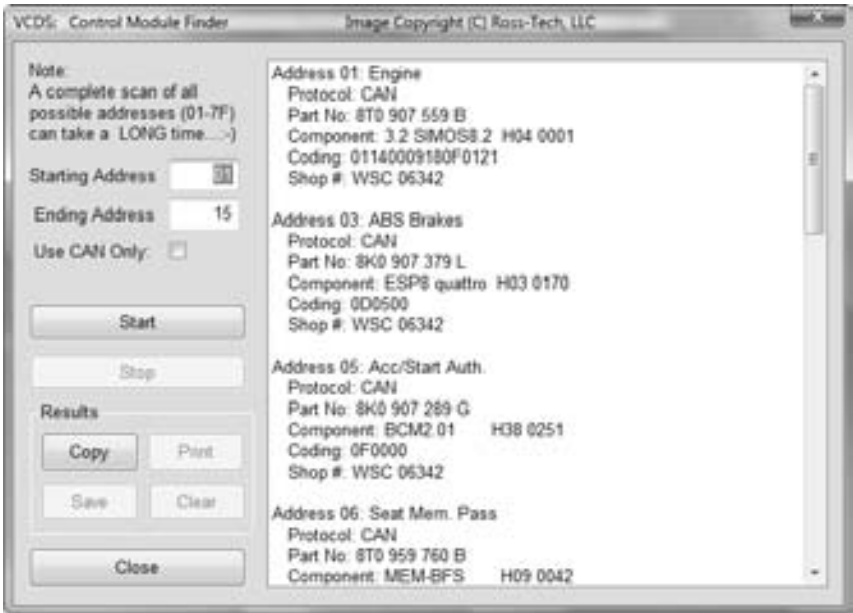 VCDS: Control Module Finder
Image Copyright (C) Ross-Tech, LLC
Note:
A complete scan of all
possible addresses (01-7F)
can take a LONG time...:-)
Starting Address
Ending Address 15
Use CAN Only:
Start
Stop
Results
Copy Print
Save Clear
Close
Address 01: Engine
Protocol: CAN
Part No: 8T0 907 559 B
Component: 3.2 SIMOS8.2 H04 0001
Coding: 01140009180F0121
Shop #: WSC 06342
Address 03: ABS Brakes
Protocol: CAN
Part No: 8K0 907 379 L
Component: ESP8 quattro H03 0170
Coding: 0D0500
Shop #: WSC 06342
Address 05: Acc/Start Auth.
Protocol: CAN
Part No: 8K0 907 289 G
Component: BCM2 01 H38 0251
Coding: 0F0000
Shop #: WSC 06342
Address 06: Seat Mem. Pass
Protocol: CAN
Part No: 8T0 959 760 B
Component: MEM-BFS H09 0042